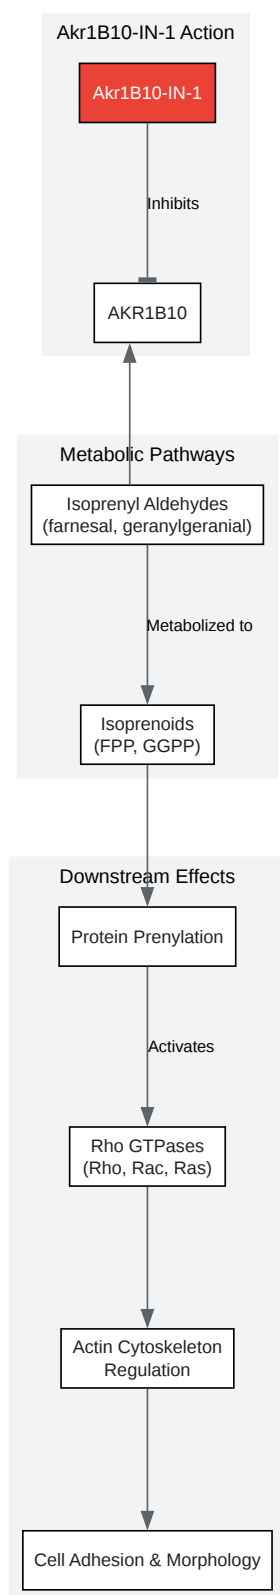 Akr1B10-IN-1 Action
Akr1B10-IN-1
Inhibits
AKR1B10
Metabolic Pathways
Isoprenyl Aldehydes
(farnesal, geranylgeranial)
Metabolized to
Isoprenoids
(FPP, GGPP)
Downstream Effects
Protein Prenylation
Activates
Rho GTPases
(Rho, Rac, Ras)
Actin Cytoskeleton
Regulation
Cell Adhesion & Morphology